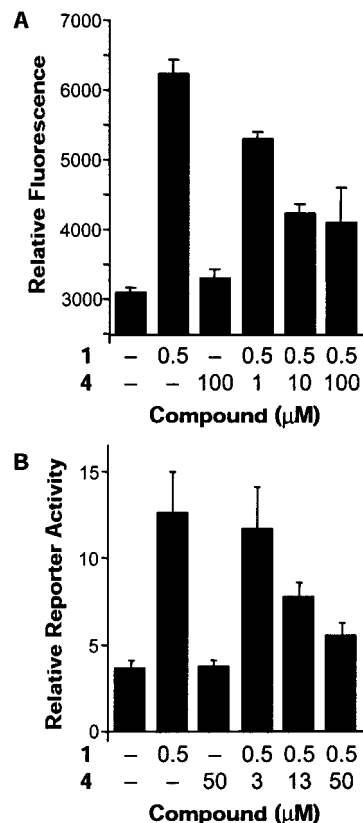 A
Relative Fluorescence
7000
6000
5000
4000
3000
1 – 0.5 – 0.5 0.5 0.5
4 – – 100 1 10 100
Compound (μM)
B
Relative Reporter Activity
15
10
5
0
1 – 0.5 – 0.5 0.5 0.5
4 – – 50 3 13 50
Compound (μM)